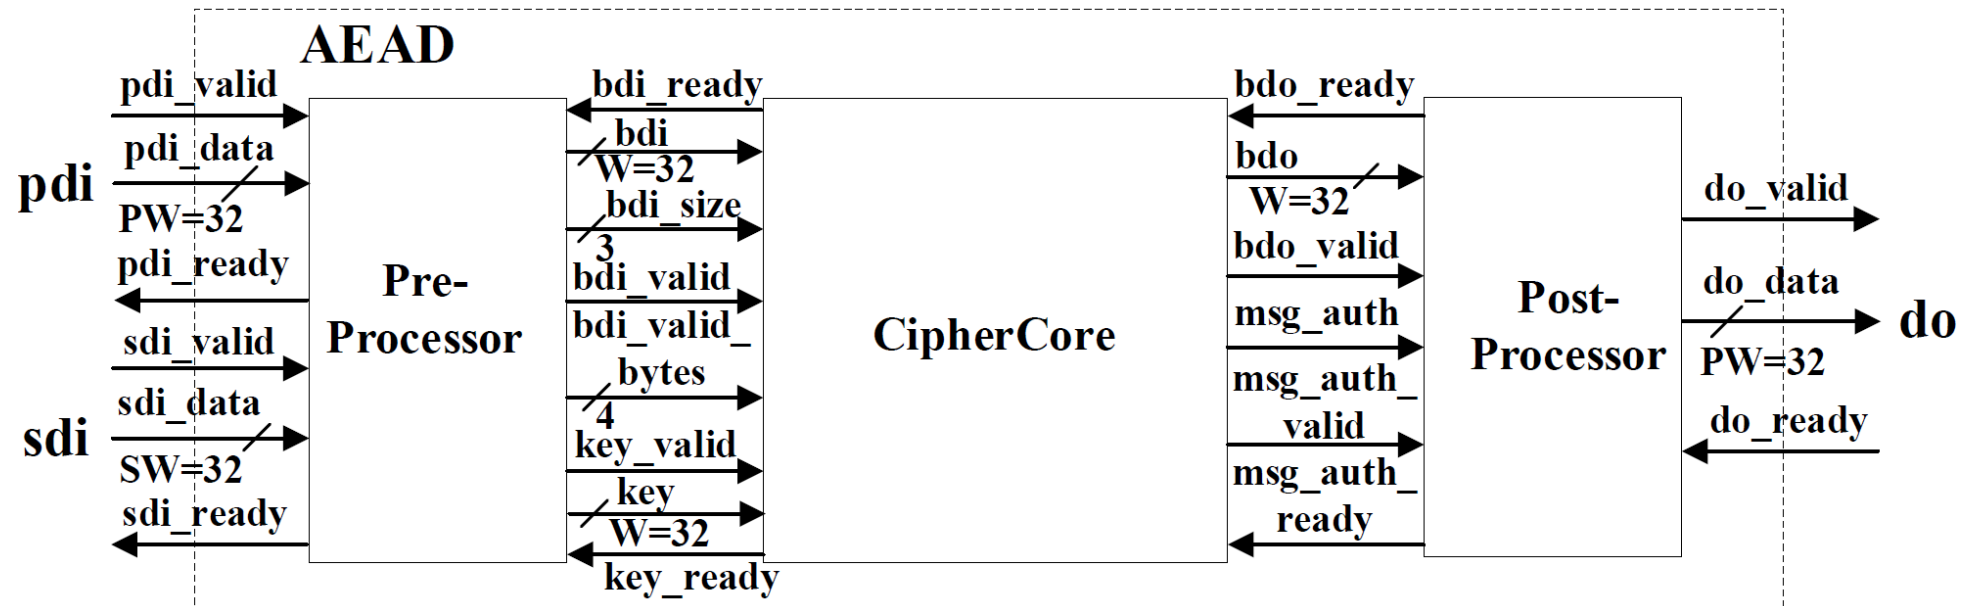 AEAD
pdi_valid
pdi_data
pdi
PW=32
pdi_ready
sdi_valid
sdi_data
sdi
SW=32
sdi_ready
Pre-
Processor
bdi_ready
bdi
W=32
bdi_size
3
bdi_valid
bdi_valid_
bytes
4
key_valid
key
W=32
key_ready
CipherCore
bdo_ready
bdo
W=32
bdo_valid
msg_auth
msg_auth_
valid
msg_auth_
ready
Post-
Processor
do_valid
do_data
do
PW=32
do_ready